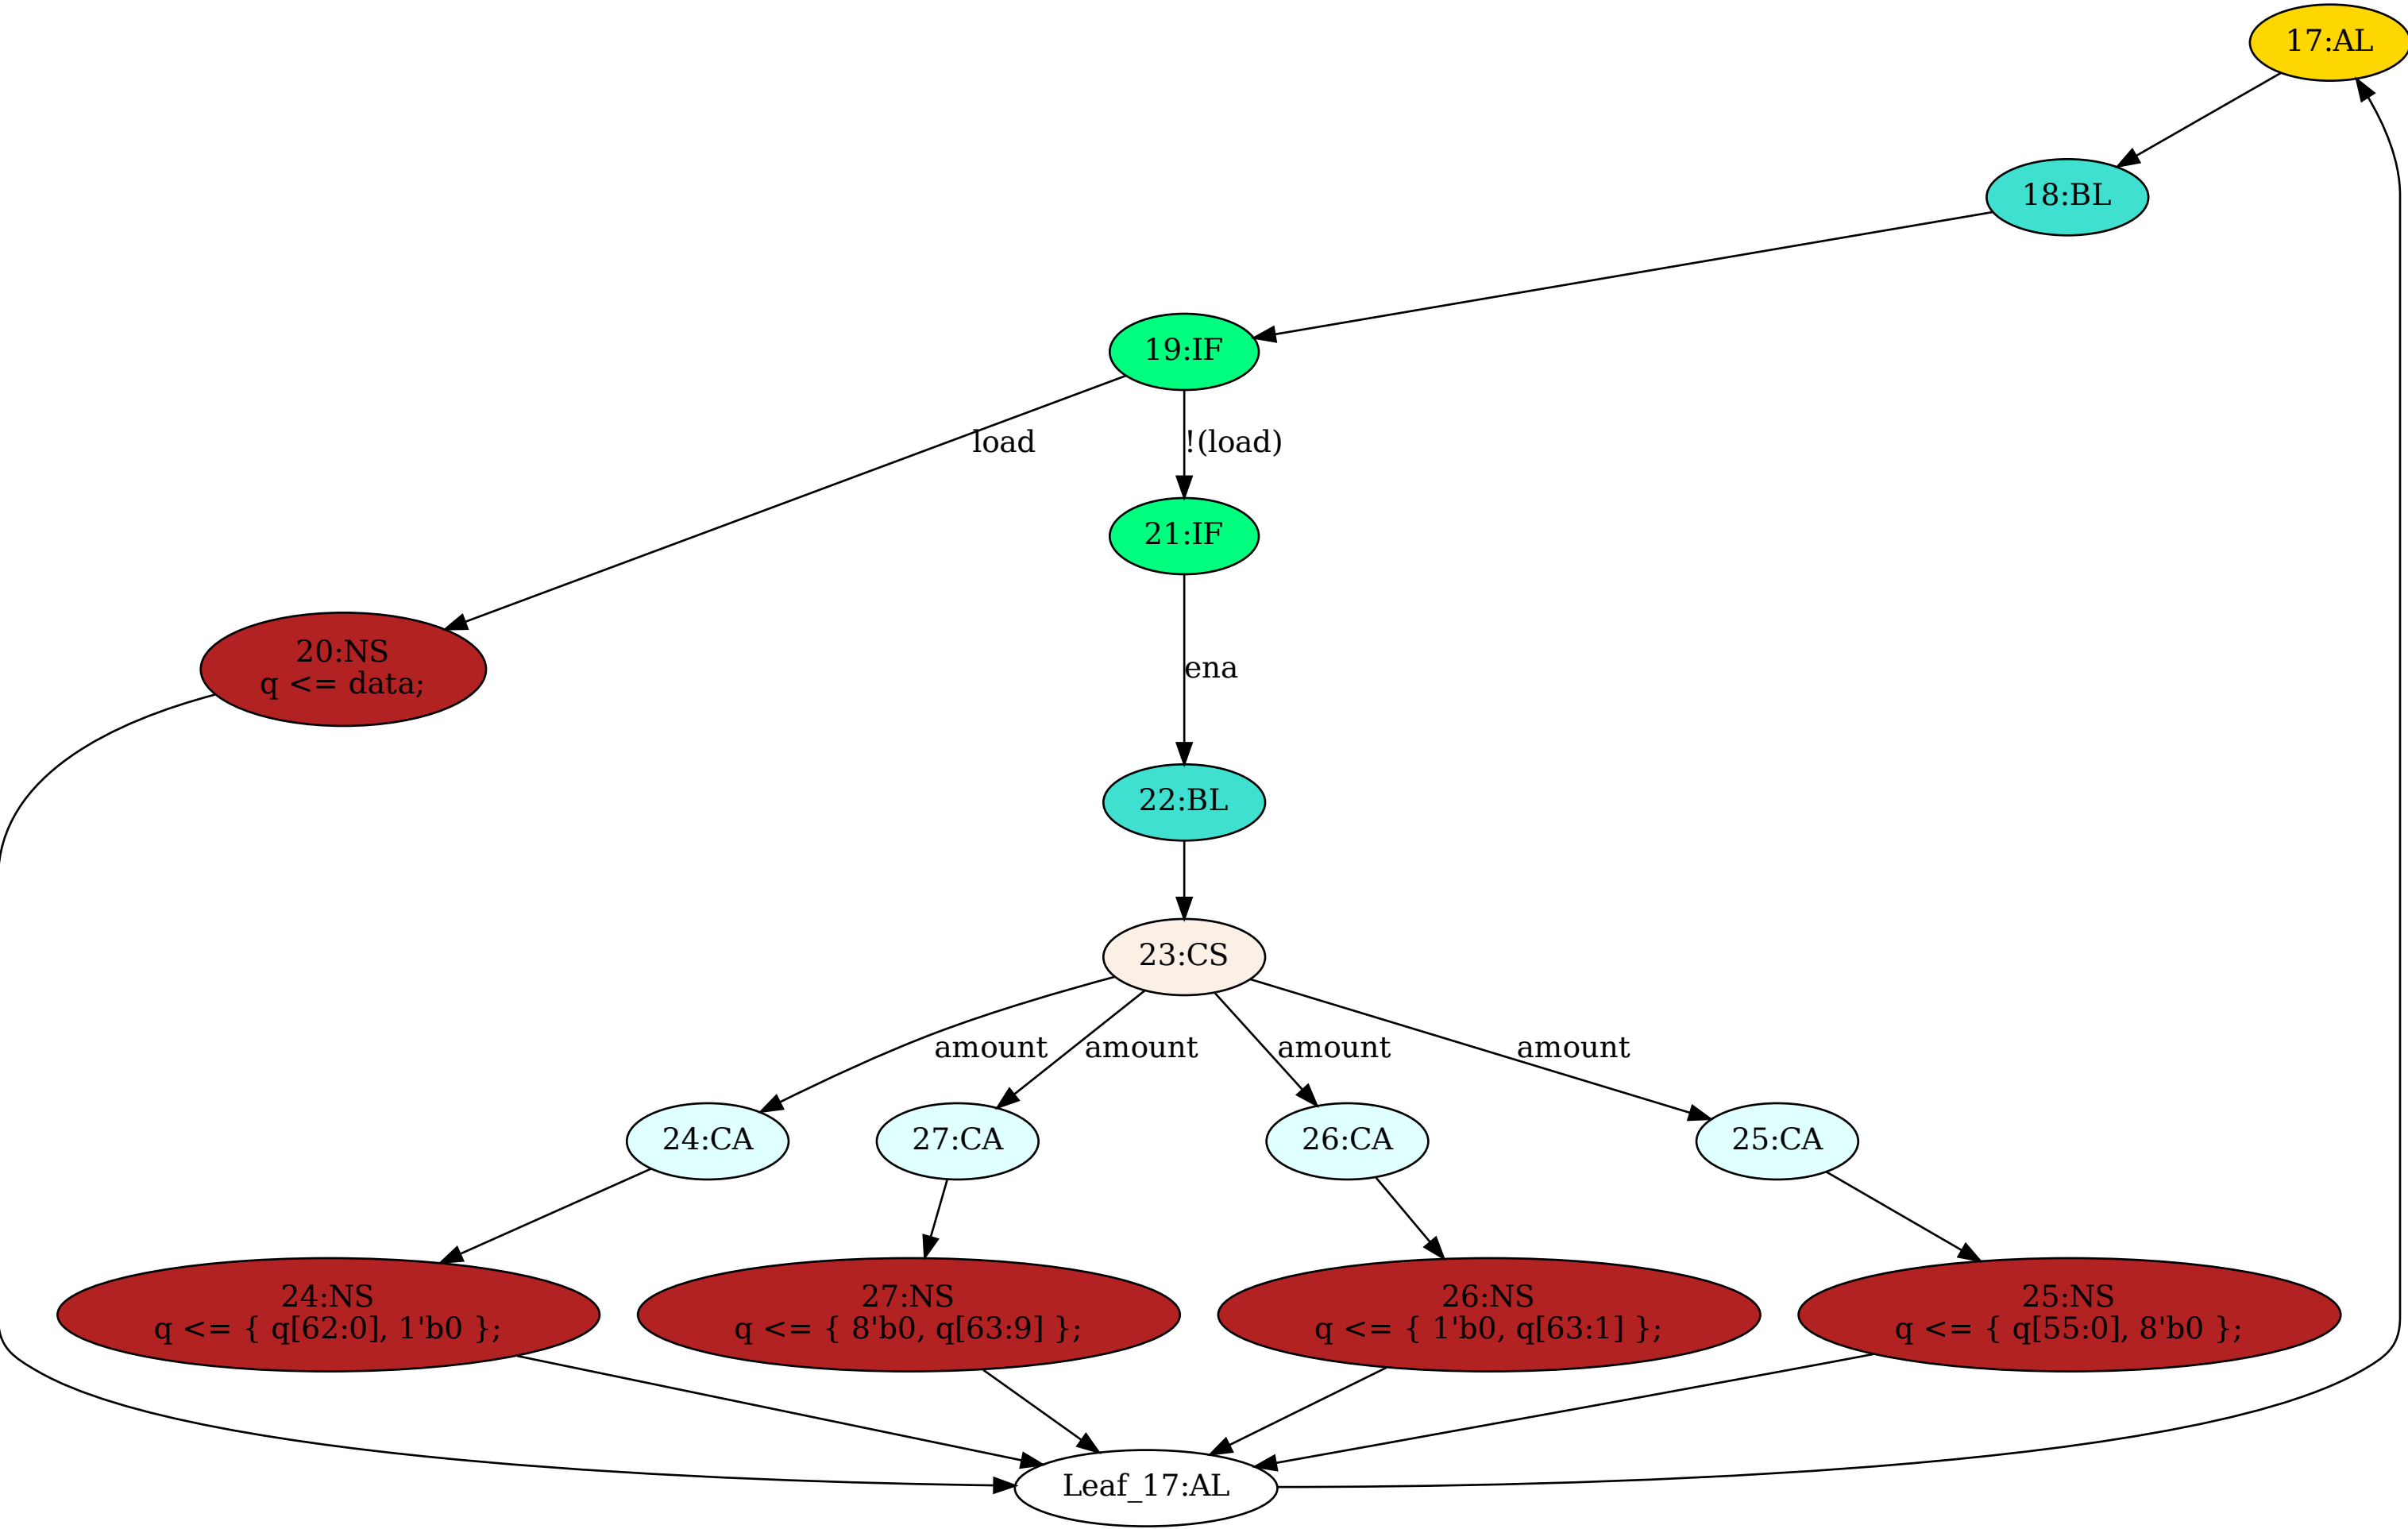 17:AL
18:BL
19:IF
load
!(load)
21:IF
20:NS
q <= data;
ena
22:BL
23:CS
amount
amount
amount
amount
24:CA
27:CA
26:CA
25:CA
24:NS
q <= { q[62:0], 1'b0 };
27:NS
q <= { 8'b0, q[63:9] };
26:NS
q <= { 1'b0, q[63:1] };
25:NS
q <= { q[55:0], 8'b0 };
Leaf_17:AL